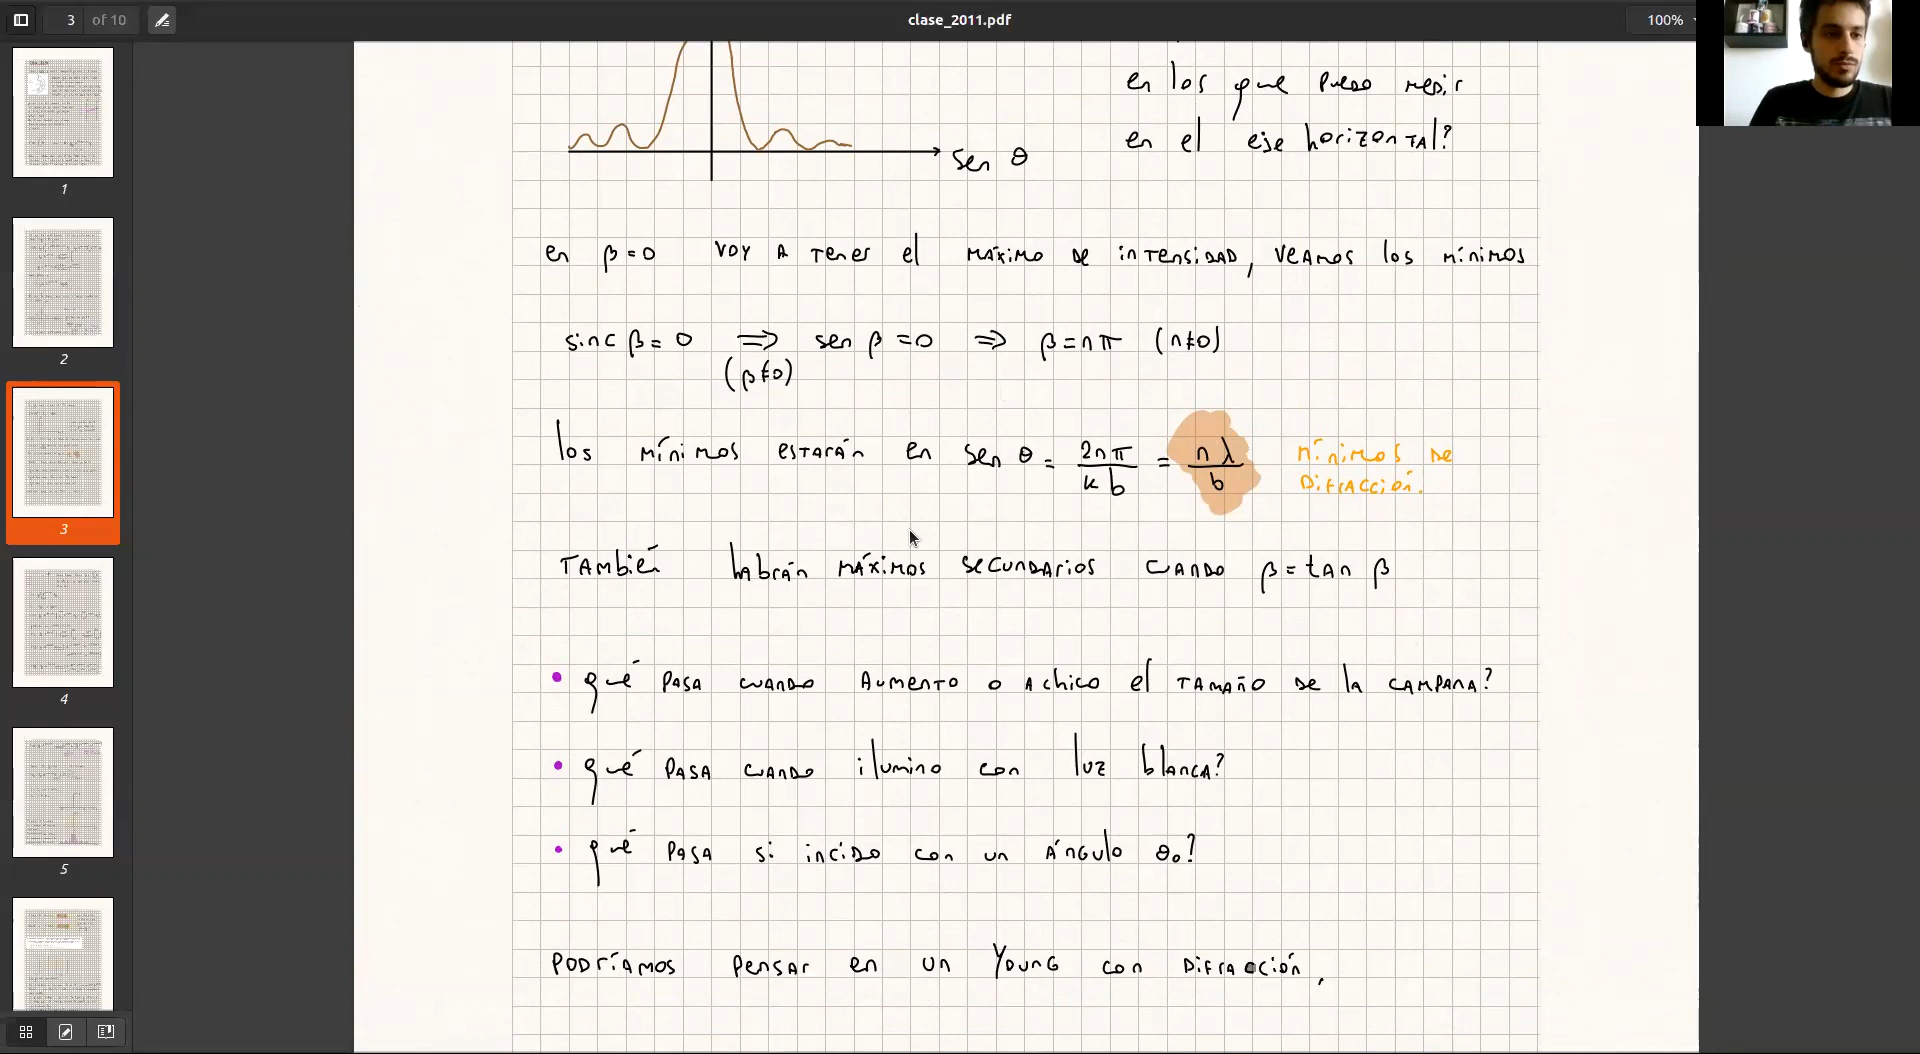 3 of 10
clase_2011.pdf
100%
en los que puedo medir
en el eje horizontal?
sen θ
en β=0 voy a tener el máximo de intensidad, veamos los mínimos
sinc β = 0 ⟹ sen β = 0 ⟹ β = nπ (n≠0)
(β≠0)
los mínimos estarán en sen θ = 2nπ / k b = nλ / b mínimos de
difracción.
También habrán máximos secundarios cuando β = tan β
• qué pasa cuando aumento o achico el tamaño de la campana?
• qué pasa cuando ilumino con luz blanca?
• qué pasa si incido con un ángulo θ₀?
Podríamos pensar en un Young con difracción,
1
2
3
4
5